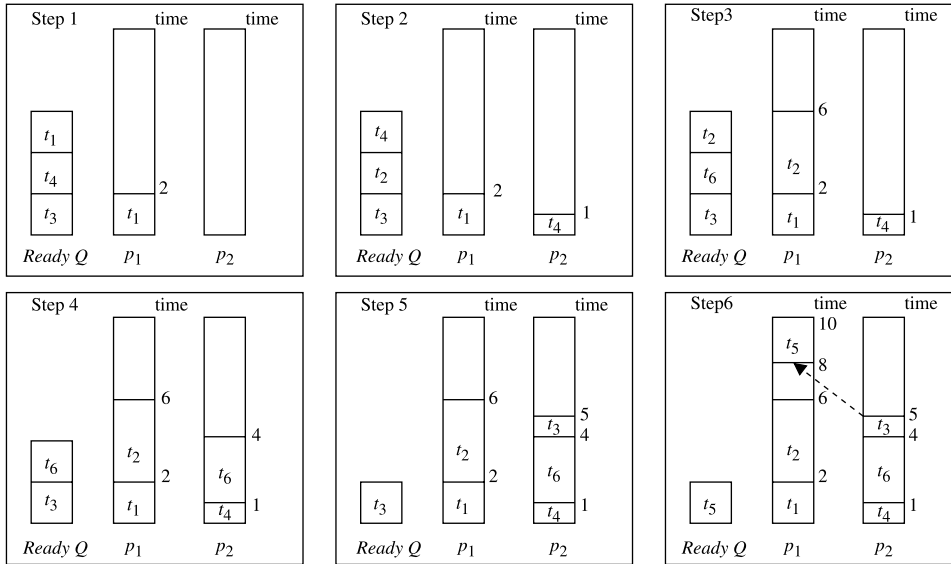 Step 1 time time
2
t1
t4
t3 t1
Ready Q p1 p2
Step 2 time time
t4
t2 2
t3 t1 1
t4
Ready Q p1 p2
Step3 time time
6
t2
t6 t2 2
t3 t1 1
t4
Ready Q p1 p2
Step 4 time time
6
4
t6 t2 t6
2
t3 t1 1
t4
Ready Q p1 p2
Step 5 time time
6
5
t3
4
t2 t6
2
t3 t1 1
t4
Ready Q p1 p2
Step6 time time
10
t5
8
6
5
t3
4
t2 t6
2
t5 t1 1
t4
Ready Q p1 p2